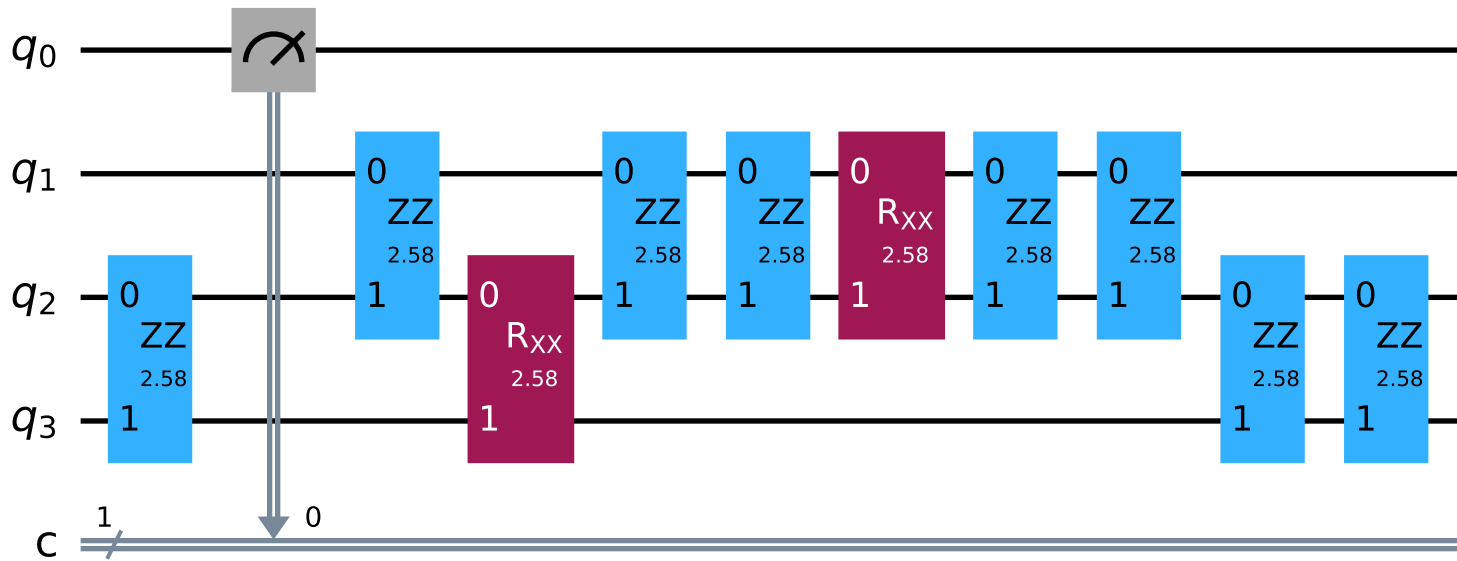 q0
0 0 0 0 0 0
q1
ZZ ZZ ZZ RXX ZZ ZZ
2.58 2.58 2.58 2.58 2.58 2.58
0 1 0 1 1 1 1 1 0 0
q2
ZZ RXX ZZ ZZ
2.58 2.58 2.58 2.58
1 1 1 1
q3
1 0
c